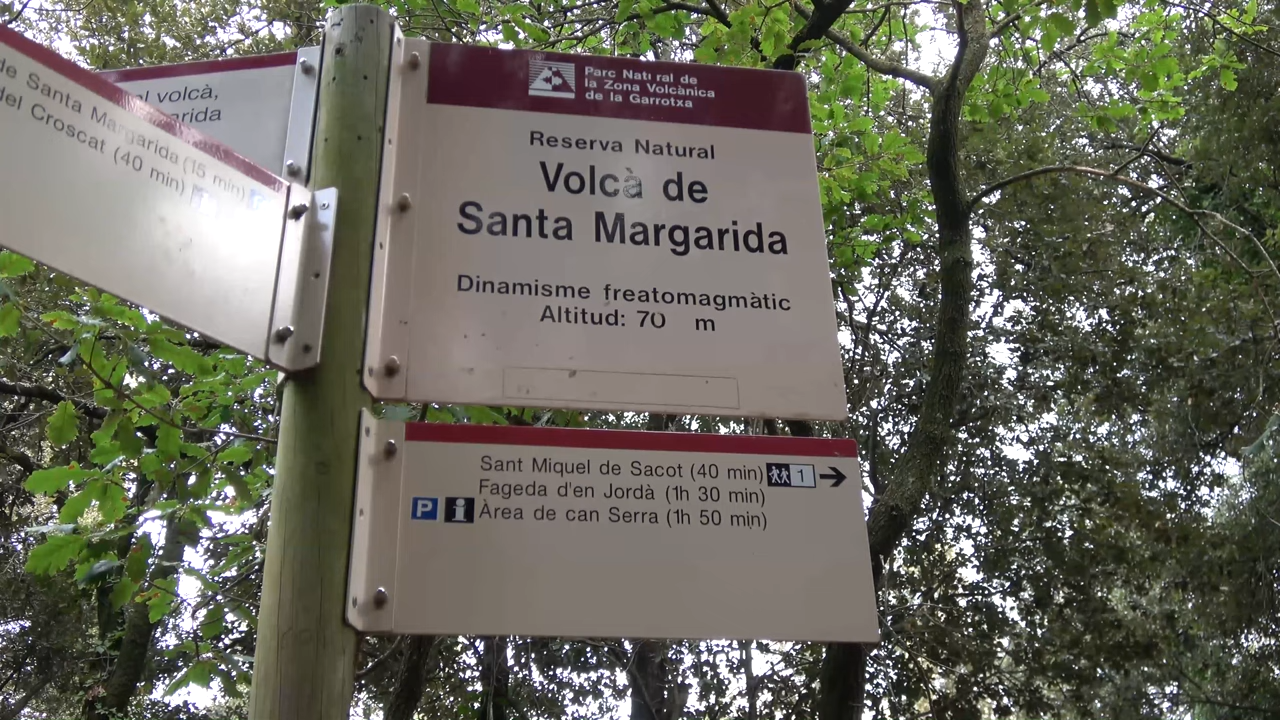 de Santa Margarida (15 min)
del Croscat (40 min)
al volcà,
arida
Parc Natural de
la Zona Volcànica
de la Garrotxa
Reserva Natural
Volcà de
Santa Margarida
Dinamisme freatomagmàtic
Altitud: 70 m
Sant Miquel de Sacot (40 min) 1
Fageda d'en Jordà (1h 30 min)
P i Àrea de can Serra (1h 50 min)